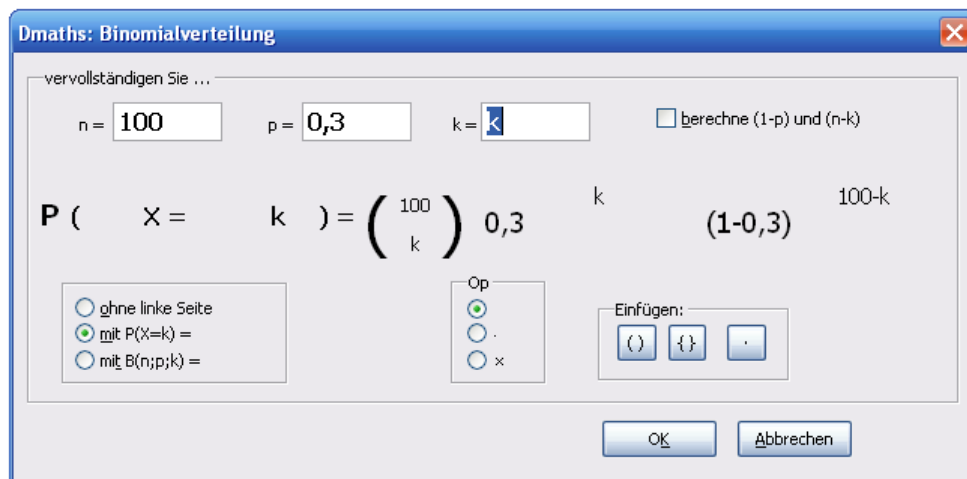 Dmaths: Binomialverteilung
vervollständigen Sie ...
n = 100 p = 0,3 k = k berechne (1-p) und (n-k)
P ( X = k ) = ( 100 k ) 0,3 k (1-0,3) 100-k
ohne linke Seite
mit P(X=k) =
mit B(n;p;k) =
Op
.
x
Einfügen:
( ) { } ·
OK Abbrechen